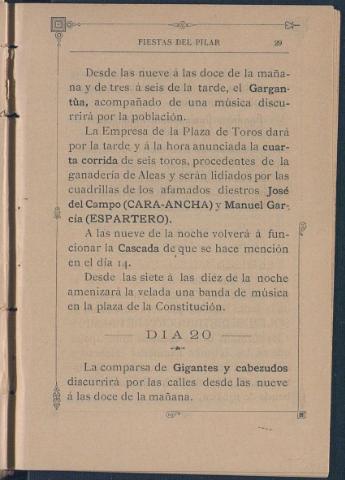 FIESTAS DEL PILAR 29
Desde las nueve á las doce de la maña-
na y de tres á seis de la tarde, el Gargan-
tùa, acompañado de una música discu-
rrirá por la población.
La Empresa de la Plaza de Toros dará
por la tarde y á la hora anunciada la cuar-
ta corrida de seis toros, procedentes de la
ganadería de Aleas y serán lidiados por las
cuadrillas de los afamados diestros José
del Campo (CARA-ANCHA) y Manuel Gar-
cía (ESPARTERO).
A las nueve de la noche volverá á fun-
cionar la Cascada de que se hace mención
en el día 14.
Desde las siete á las diez de la noche
amenizará la velada una banda de música
en la plaza de la Constitución.
DIA 20
La comparsa de Gigantes y cabezudos
discurrirá por las calles desde las nueve
á las doce de la mañana.